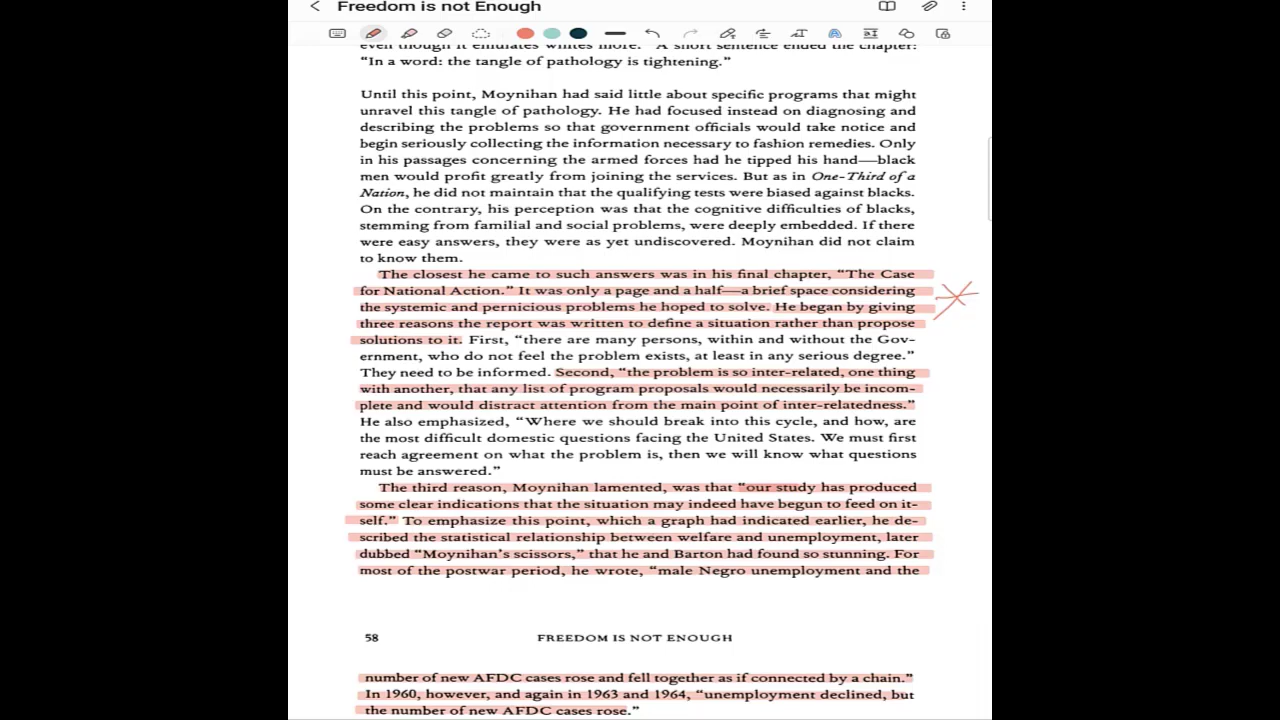 Freedom is not Enough
even though it emulates whites more.” A short sentence ended the chapter:
“In a word: the tangle of pathology is tightening.”
Until this point, Moynihan had said little about specific programs that might
unravel this tangle of pathology. He had focused instead on diagnosing and
describing the problems so that government officials would take notice and
begin seriously collecting the information necessary to fashion remedies. Only
in his passages concerning the armed forces had he tipped his hand—black
men would profit greatly from joining the services. But as in One-Third of a
Nation, he did not maintain that the qualifying tests were biased against blacks.
On the contrary, his perception was that the cognitive difficulties of blacks,
stemming from familial and social problems, were deeply embedded. If there
were easy answers, they were as yet undiscovered. Moynihan did not claim
to know them.
The closest he came to such answers was in his final chapter, “The Case
for National Action.” It was only a page and a half—a brief space considering
the systemic and pernicious problems he hoped to solve. He began by giving
three reasons the report was written to define a situation rather than propose
solutions to it. First, “there are many persons, within and without the Gov-
ernment, who do not feel the problem exists, at least in any serious degree.”
They need to be informed. Second, “the problem is so inter-related, one thing
with another, that any list of program proposals would necessarily be incom-
plete and would distract attention from the main point of inter-relatedness.”
He also emphasized, “Where we should break into this cycle, and how, are
the most difficult domestic questions facing the United States. We must first
reach agreement on what the problem is, then we will know what questions
must be answered.”
The third reason, Moynihan lamented, was that “our study has produced
some clear indications that the situation may indeed have begun to feed on it-
self.” To emphasize this point, which a graph had indicated earlier, he de-
scribed the statistical relationship between welfare and unemployment, later
dubbed “Moynihan’s scissors,” that he and Barton had found so stunning. For
most of the postwar period, he wrote, “male Negro unemployment and the
58 FREEDOM IS NOT ENOUGH
number of new AFDC cases rose and fell together as if connected by a chain.”
In 1960, however, and again in 1963 and 1964, “unemployment declined, but
the number of new AFDC cases rose.”